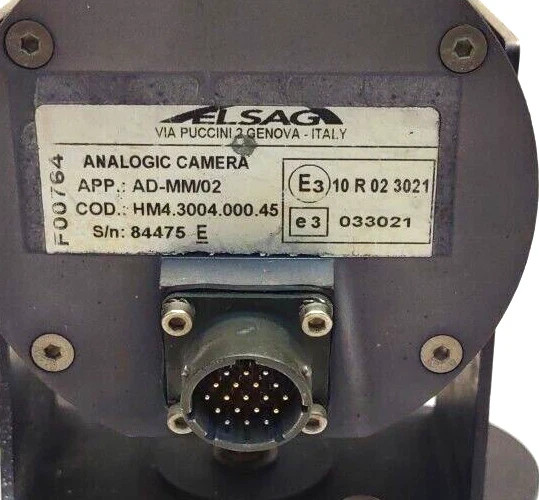 ELSAG
VIA PUCCINI 2 GENOVA - ITALY
F00764
ANALOGIC CAMERA
APP.: AD-MM/02
COD.: HM4.3004.000.45
S/n: 84475 E
E3 10 R 02 3021
e3 033021